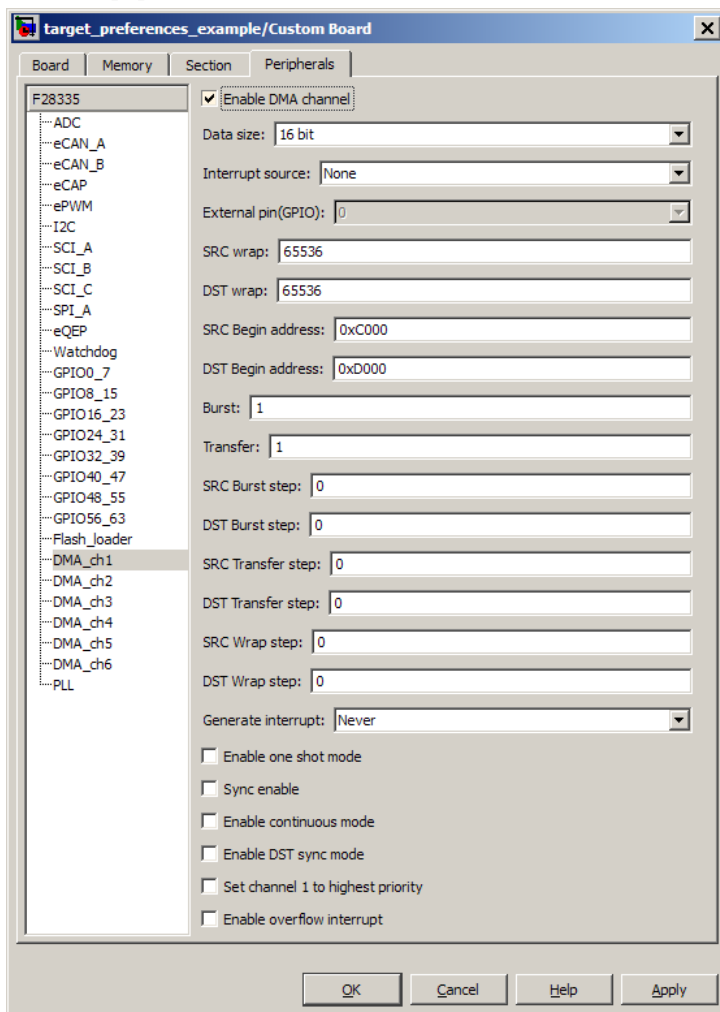 target_preferences_example/Custom Board
Board Memory Section Peripherals
F28335
ADC
eCAN_A
eCAN_B
eCAP
ePWM
I2C
SCI_A
SCI_B
SCI_C
SPI_A
eQEP
Watchdog
GPIO0_7
GPIO8_15
GPIO16_23
GPIO24_31
GPIO32_39
GPIO40_47
GPIO48_55
GPIO56_63
Flash_loader
DMA_ch1
DMA_ch2
DMA_ch3
DMA_ch4
DMA_ch5
DMA_ch6
PLL
Enable DMA channel
Data size: 16 bit
Interrupt source: None
External pin(GPIO): 0
SRC wrap: 65536
DST wrap: 65536
SRC Begin address: 0xC000
DST Begin address: 0xD000
Burst: 1
Transfer: 1
SRC Burst step: 0
DST Burst step: 0
SRC Transfer step: 0
DST Transfer step: 0
SRC Wrap step: 0
DST Wrap step: 0
Generate interrupt: Never
Enable one shot mode
Sync enable
Enable continuous mode
Enable DST sync mode
Set channel 1 to highest priority
Enable overflow interrupt
OK Cancel Help Apply